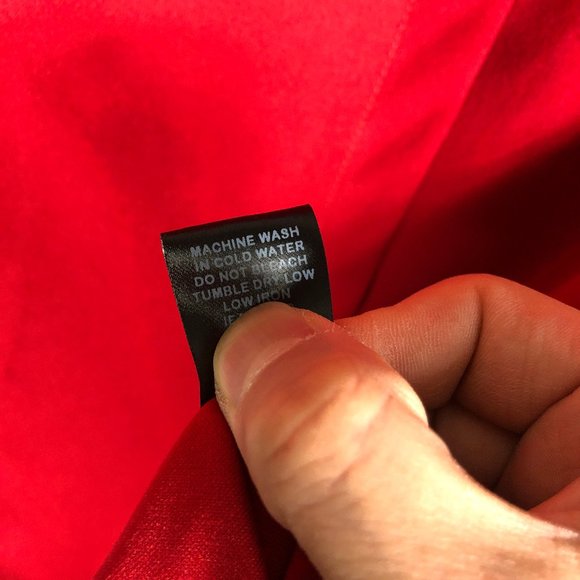 MACHINE WASH
IN COLD WATER
DO NOT BLEACH
TUMBLE DRY LOW
LOW IRON